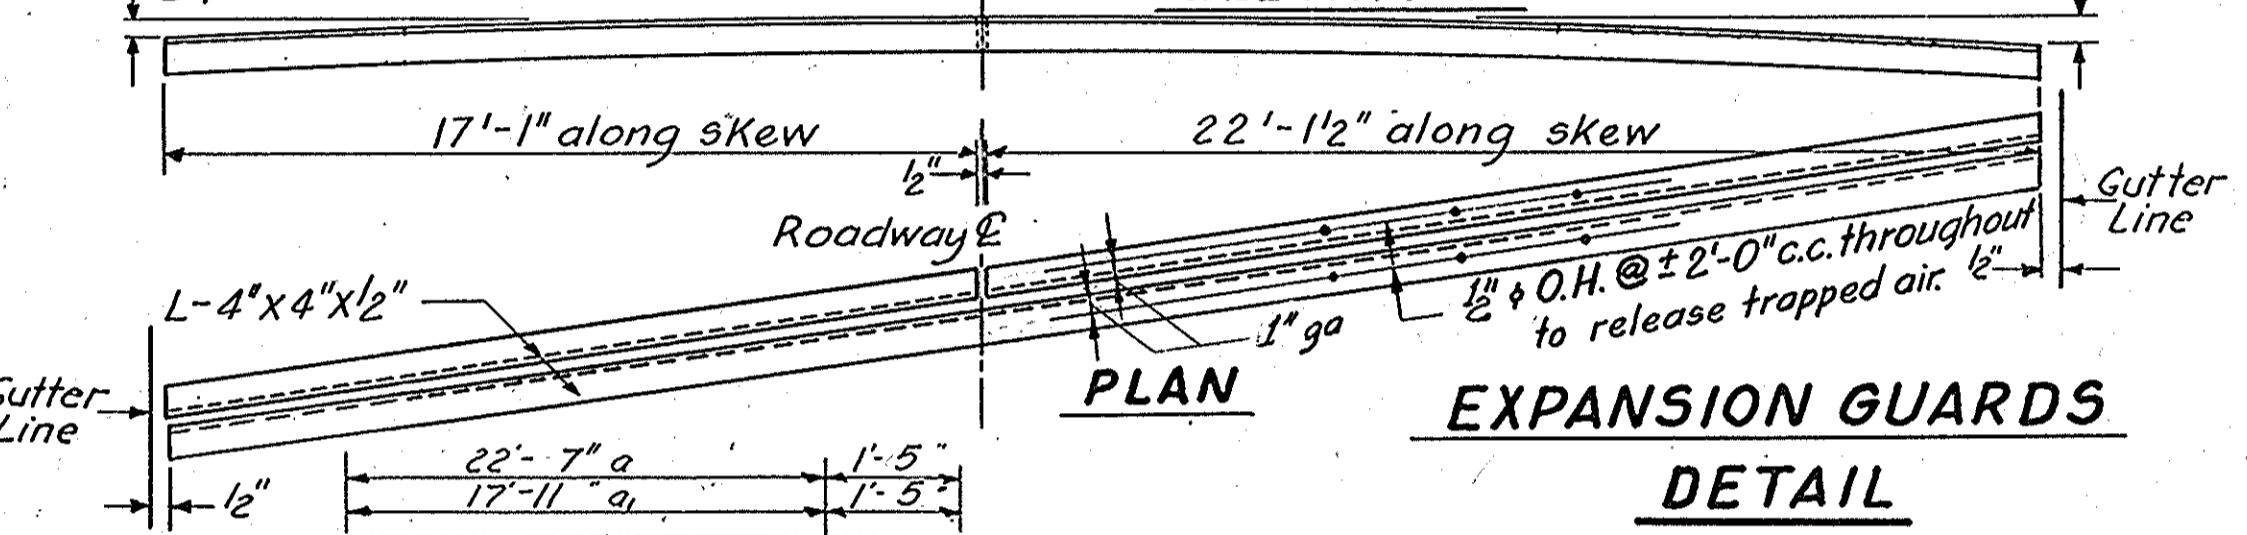 17'-1" along skew
22'-1½" along skew
½"
Roadway ℄
Gutter
Line
L-4"x4"x½"
½" ϕ O.H. @ ± 2'-0" c.c. throughout
to release trapped air.
½"
1" ga
PLAN
Gutter
Line
EXPANSION GUARDS
DETAIL
22'-7" a
1'-5"
17'-11" a₁
1'-5"
½"